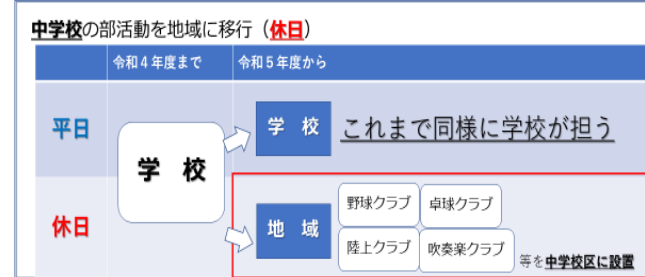 中学校の部活動を地域に移行（休日）
令和４年度まで
令和５年度から
平日
学 校
学 校
これまで同様に学校が担う
休日
地 域
野球クラブ
卓球クラブ
陸上クラブ
吹奏楽クラブ
等を中学校区に設置